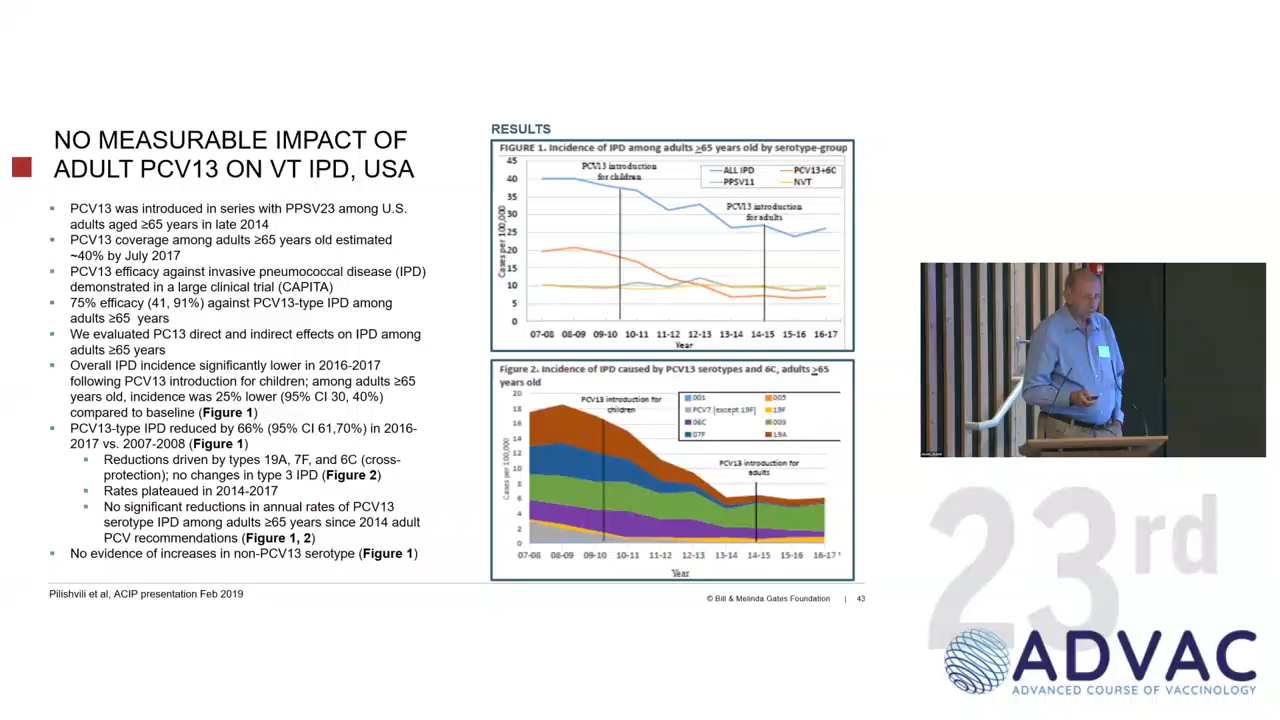 NO MEASURABLE IMPACT OF
ADULT PCV13 ON VT IPD, USA
PCV13 was introduced in series with PPSV23 among U.S.
adults aged ≥65 years in late 2014
PCV13 coverage among adults ≥65 years old estimated
~40% by July 2017
PCV13 efficacy against invasive pneumococcal disease (IPD)
demonstrated in a large clinical trial (CAPITA)
75% efficacy (41, 91%) against PCV13-type IPD among
adults ≥65 years
We evaluated PC13 direct and indirect effects on IPD among
adults ≥65 years
Overall IPD incidence significantly lower in 2016-2017
following PCV13 introduction for children; among adults ≥65
years old, incidence was 25% lower (95% CI 30, 40%)
compared to baseline (Figure 1)
PCV13-type IPD reduced by 66% (95% CI 61,70%) in 2016-
2017 vs. 2007-2008 (Figure 1)
Reductions driven by types 19A, 7F, and 6C (cross-
protection); no changes in type 3 IPD (Figure 2)
Rates plateaued in 2014-2017
No significant reductions in annual rates of PCV13
serotype IPD among adults ≥65 years since 2014 adult
PCV recommendations (Figure 1, 2)
No evidence of increases in non-PCV13 serotype (Figure 1)
Pilishvili et al, ACIP presentation Feb 2019
RESULTS
FIGURE 1. Incidence of IPD among adults ≥65 years old by serotype-group
PCV13 introduction
for children
ALL IPD PCV13+6C
PPSV11 NVT
PCV13 introduction
for adults
Cases per 100,000
45
40
35
30
25
20
15
10
5
0
07-08 08-09 09-10 10-11 11-12 12-13 13-14 14-15 15-16 16-17
Year
Figure 2. Incidence of IPD caused by PCV13 serotypes and 6C, adults ≥65
years old
PCV13 introduction for
children
001 005
PCV7 (except 19F) 19F
06C 003
07F 19A
PCV13 introduction for
adults
Cases per 100,000
20
18
16
14
12
10
8
6
4
2
0
07-08 08-09 09-10 10-11 11-12 12-13 13-14 14-15 15-16 16-17
Year
© Bill & Melinda Gates Foundation | 43
23rd
ADVAC
ADVANCED COURSE OF VACCINOLOGY